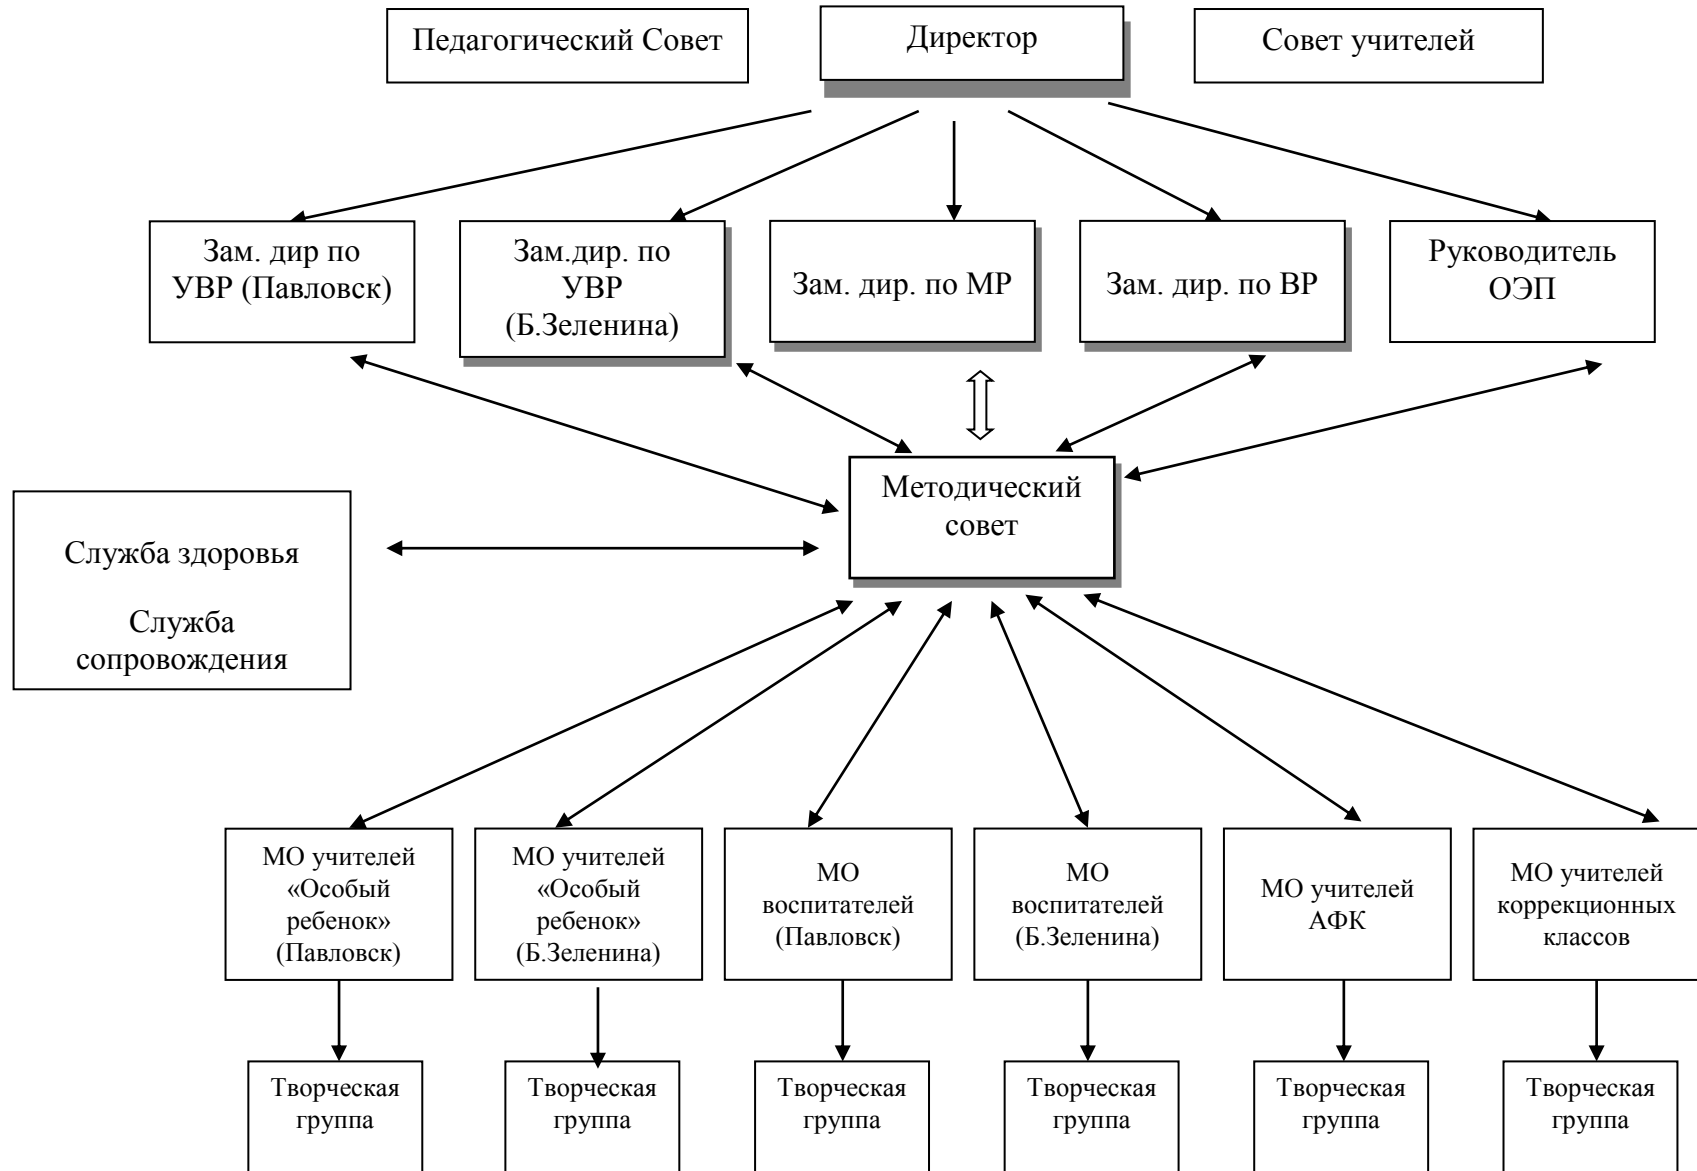 Педагогический Совет
Директор
Совет учителей
Зам. дир по
УВР (Павловск)
Зам.дир. по
УВР
(Б.Зеленина)
Зам. дир. по МР
Зам. дир. по ВР
Руководитель
ОЭП
Методический
совет
Служба здоровья
Служба
сопровождения
МО учителей
«Особый
ребенок»
(Павловск)
МО учителей
«Особый
ребенок»
(Б.Зеленина)
МО
воспитателей
(Павловск)
МО
воспитателей
(Б.Зеленина)
МО учителей
АФК
МО учителей
коррекционных
классов
Творческая
группа
Творческая
группа
Творческая
группа
Творческая
группа
Творческая
группа
Творческая
группа